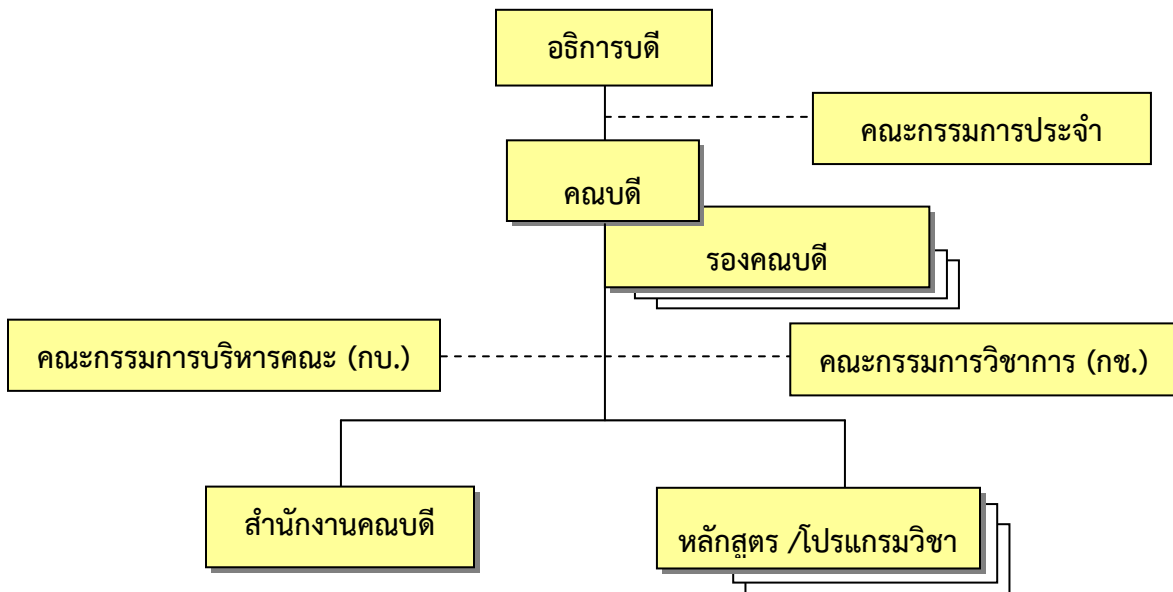 อธิการบดี
คณะกรรมการประจำ
คณบดี
รองคณบดี
คณะกรรมการบริหารคณะ (กบ.)
คณะกรรมการวิชาการ (กช.)
สำนักงานคณบดี
หลักสูตร /โปรแกรมวิชา